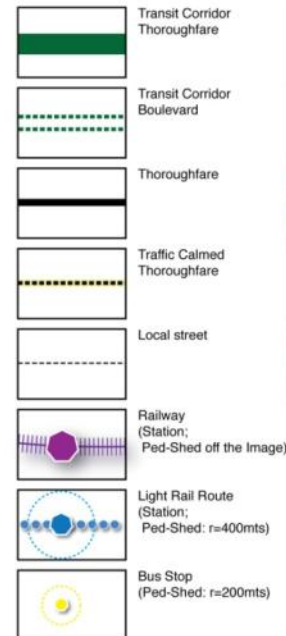 Transit Corridor
Thoroughfare
Transit Corridor
Boulevard
Thoroughfare
Traffic Calmed
Thoroughfare
Local street
Railway
(Station;
Ped-Shed off the Image)
Light Rail Route
(Station;
Ped-Shed: r=400mts)
Bus Stop
(Ped-Shed: r=200mts)